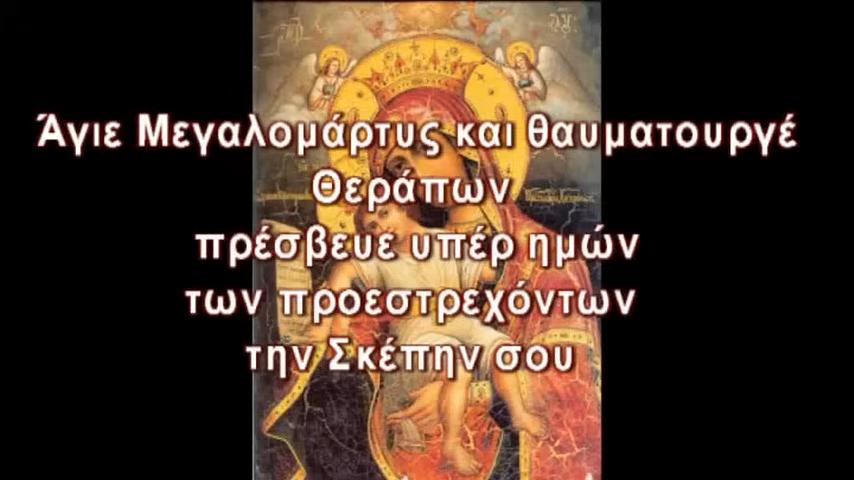 Άγιε Μεγαλομάρτυς και θαυματουργέ
Θεράπων
πρέσβευε υπέρ ημών
των προεστρεχόντων
την Σκέπην σου